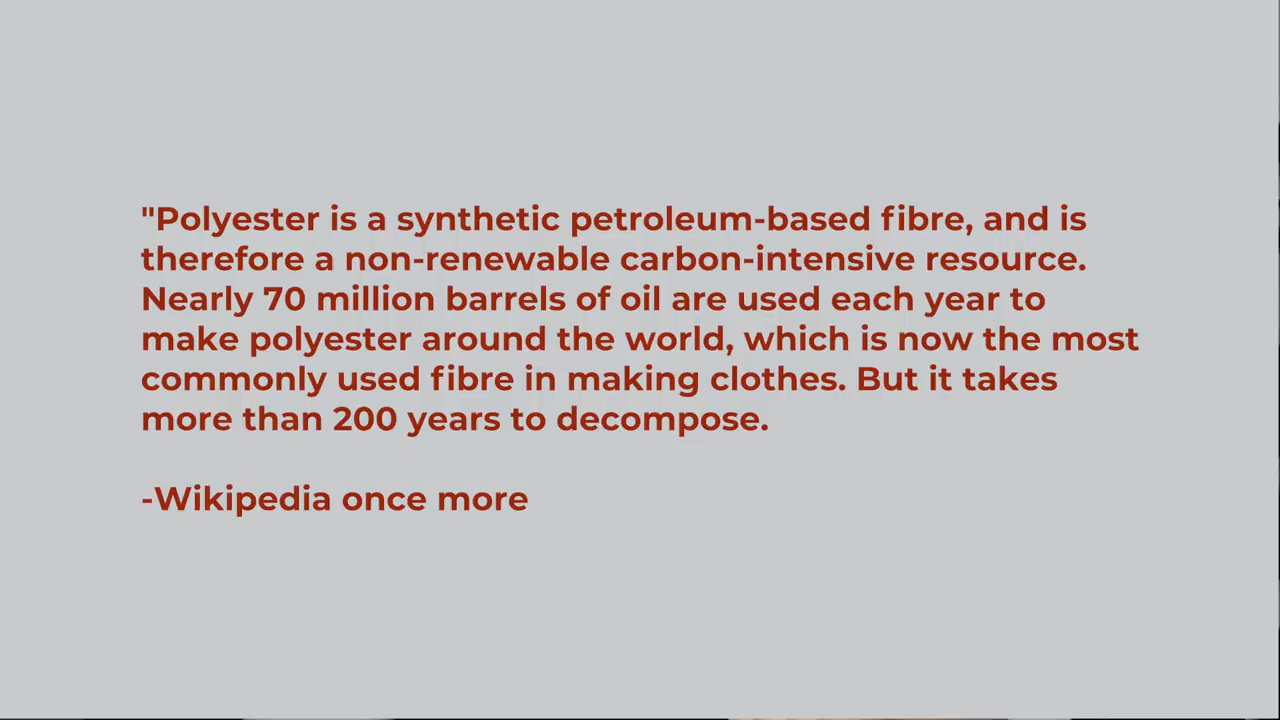 "Polyester is a synthetic petroleum-based fibre, and is
therefore a non-renewable carbon-intensive resource.
Nearly 70 million barrels of oil are used each year to
make polyester around the world, which is now the most
commonly used fibre in making clothes. But it takes
more than 200 years to decompose.
-Wikipedia once more